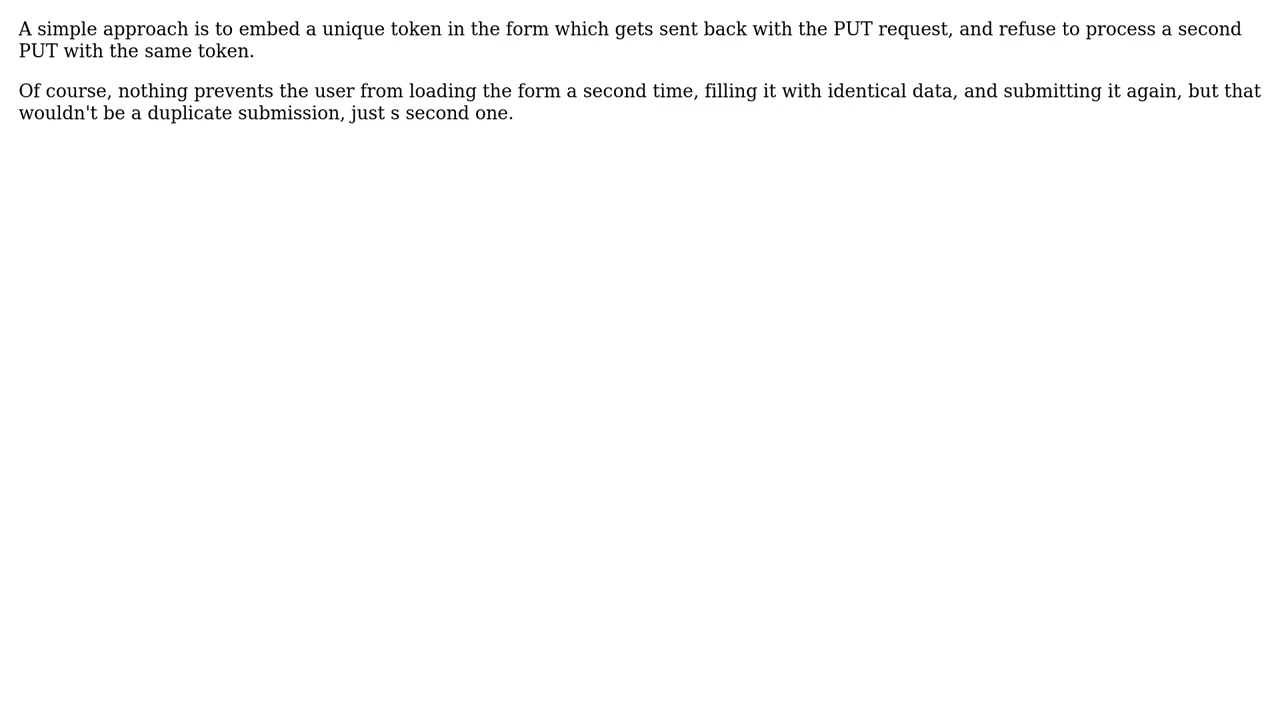 A simple approach is to embed a unique token in the form which gets sent back with the PUT request, and refuse to process a second
PUT with the same token.
Of course, nothing prevents the user from loading the form a second time, filling it with identical data, and submitting it again, but that
wouldn't be a duplicate submission, just s second one.